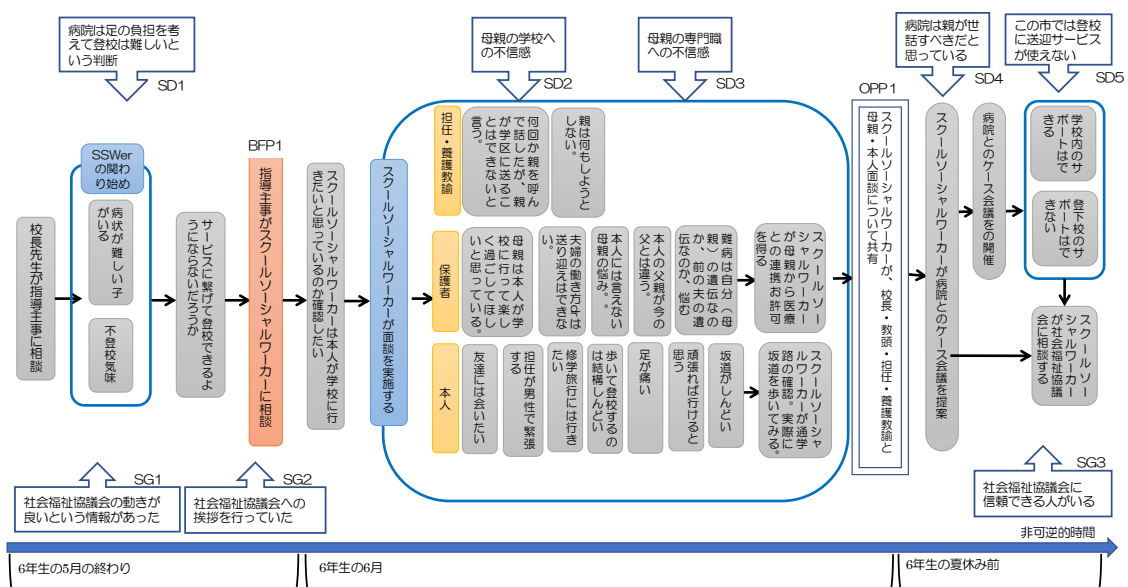 病院は足の負担を考
えて登校は難しいと
いう判断
SD1
母親の学校へ
の不信感
SD2
母親の専門職
への不信感
SD3
病院は親が世
話すべきだと
思っている
SD4
この市では登校
に送迎サービス
が使えない
SD5
校長先生が指導主事に相談
SSWer
の関わ
り始め
病状が難しい子
がいる
不登校気味
サービスに繋げて登校できるよ
うにならないだろうか
BFP1
指導主事がスクールソーシャルワーカーに相談
スクールソーシャルワーカーは本人が学校に行
きたいと思っているのか確認したい
スクールソーシャルワーカーが面談を実施する
担任・養護教諭
何回か親を呼ん
で話したが、親
が学区に送るこ
とはできないと
言う。
親は何もしようと
しない。
保護者
母親は本人が学
校に行って楽し
く過ごしてほし
いと思っている。
夫婦の働き方では
送り迎えはできな
い。
本人には言えない
母親の悩み。。
本人の父親が今の
父とは違う。
難病は自分（母
親）の遺伝なの
か、前の夫の遺
伝なのか、悩む
スクールソー
シャルワーカー
が母親から医療
との連携お許可
を得る
本人
友達には会いたい
担任が男性で緊張
する
修学旅行には行き
たい
歩いて登校するの
は結構しんどい
足が痛い
頑張れば行けると
思う
坂道がしんどい
スクールソーシャ
ルワーカーが通学
路の確認。実際に
坂道を歩いてみる。
OPP1
スクールソーシャルワーカーが、校長・教頭・担任・養護教諭と
母親・本人面談について共有
スクールソーシャルワーカーが病院とのケース会議を提案
病院とのケース会議をの開催
学校内のサ
ポートはで
きる
登下校のサ
ポートはで
きない
スクールソー
シャルワーカー
が社会福祉協議
会に相談する
SG1
社会福祉協議会の動きが
良いという情報があった
SG2
社会福祉協議会への
挨拶を行っていた
SG3
社会福祉協議会に
信頼できる人がいる
非可逆的時間
6年生の5月の終わり
6年生の6月
6年生の夏休み前